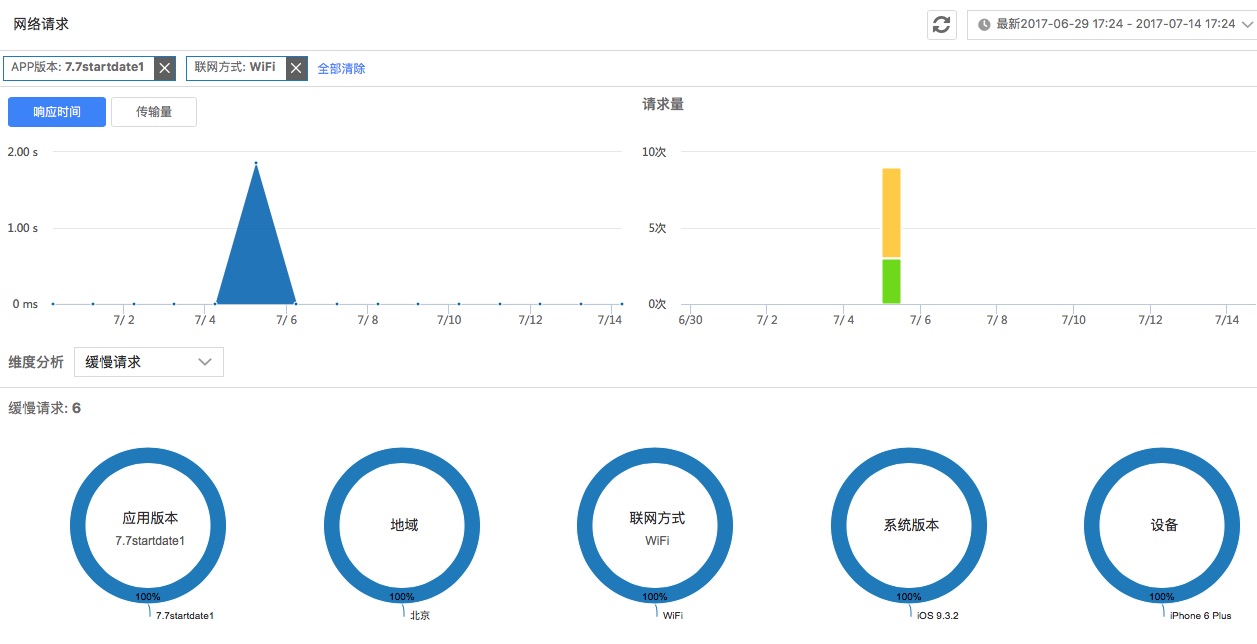 网络请求
最新2017-06-29 17:24 - 2017-07-14 17:24
APP版本: 7.7startdate1
联网方式: WiFi
全部清除
响应时间
传输量
2.00 s
1.00 s
0 ms
7/ 2
7/ 4
7/ 6
7/ 8
7/10
7/12
7/14
请求量
10次
5次
0次
6/30
7/ 2
7/ 4
7/ 6
7/ 8
7/10
7/12
7/14
维度分析
缓慢请求
缓慢请求: 6
应用版本
7.7startdate1
100%
7.7startdate1
地域
100%
北京
联网方式
WiFi
100%
WiFi
系统版本
100%
iOS 9.3.2
设备
100%
iPhone 6 Plus